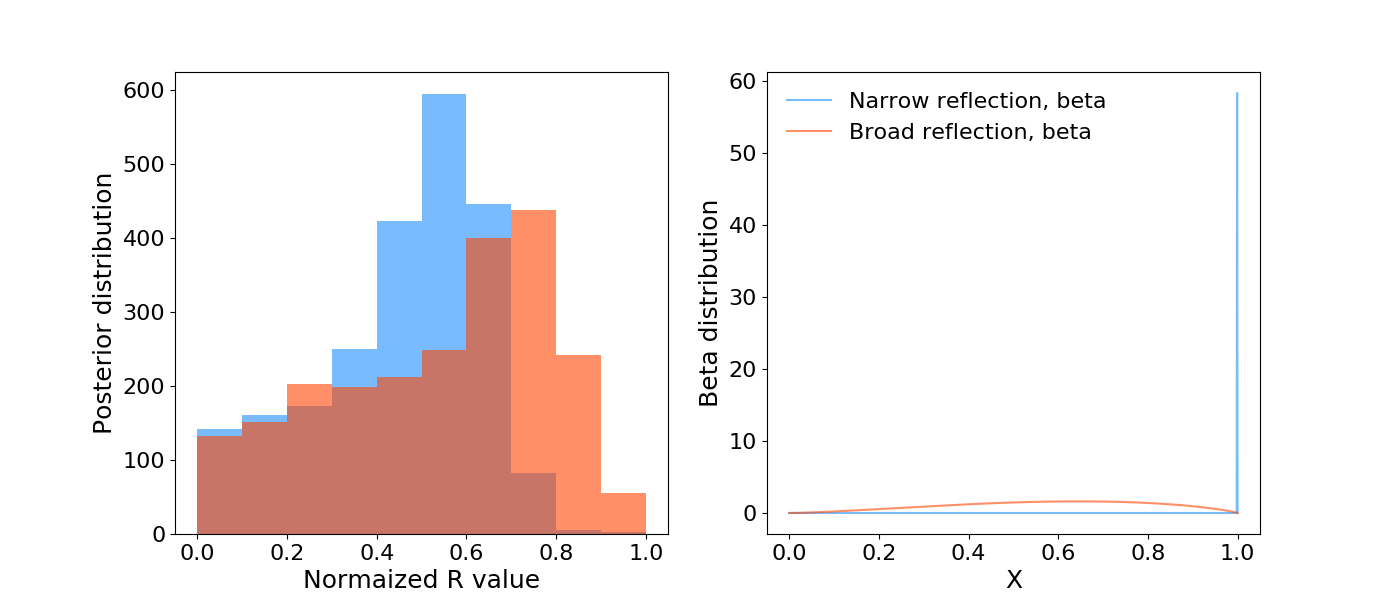 600
500
400
300
200
100
0
Posterior distribution
0.0 0.2 0.4 0.6 0.8 1.0
Normaized R value
60
50
40
30
20
10
0
Beta distribution
Narrow reflection, beta
Broad reflection, beta
0.0 0.2 0.4 0.6 0.8 1.0
X